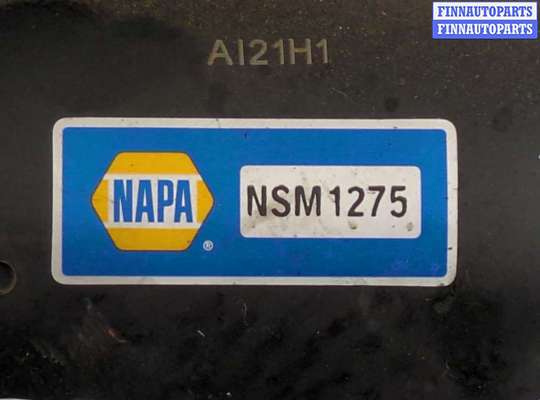 FINNAUTOPARTS
FINNAUTOPARTS
AI21H1
NAPA
®
NSM1275